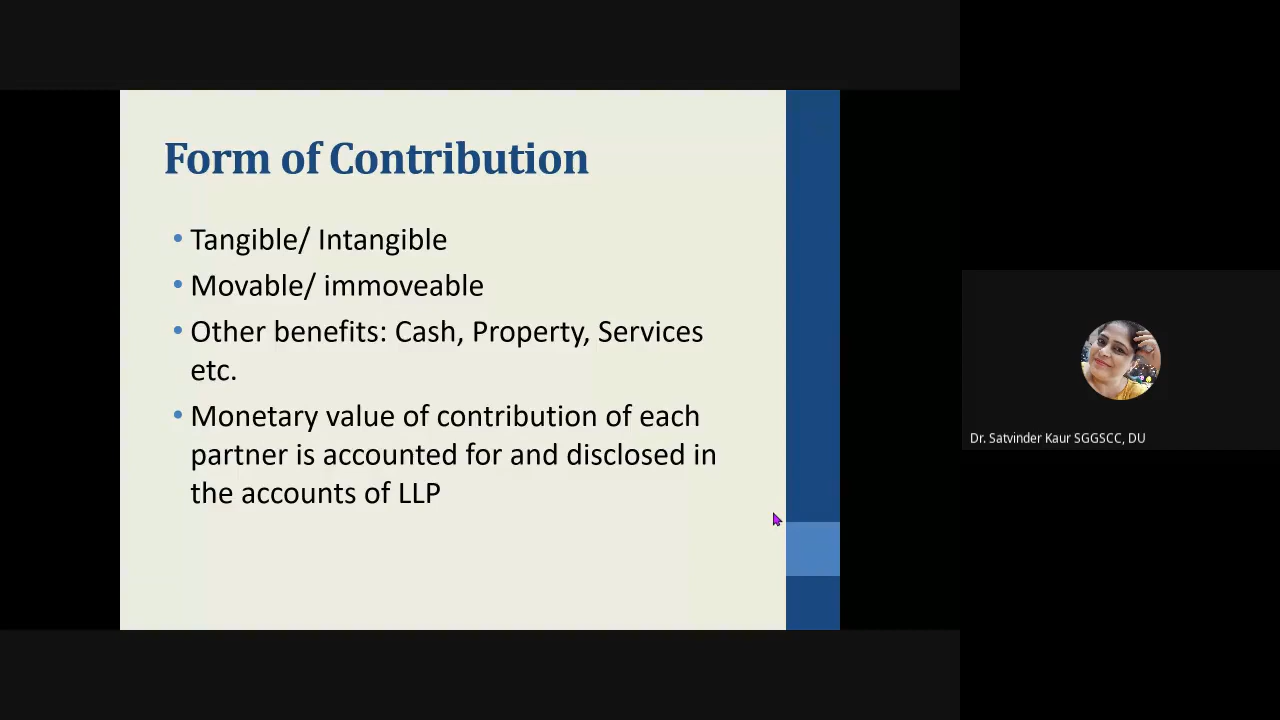 Form of Contribution
• Tangible/ Intangible
• Movable/ immoveable
• Other benefits: Cash, Property, Services
etc.
• Monetary value of contribution of each
partner is accounted for and disclosed in
the accounts of LLP
Dr. Satvinder Kaur SGGSCC, DU